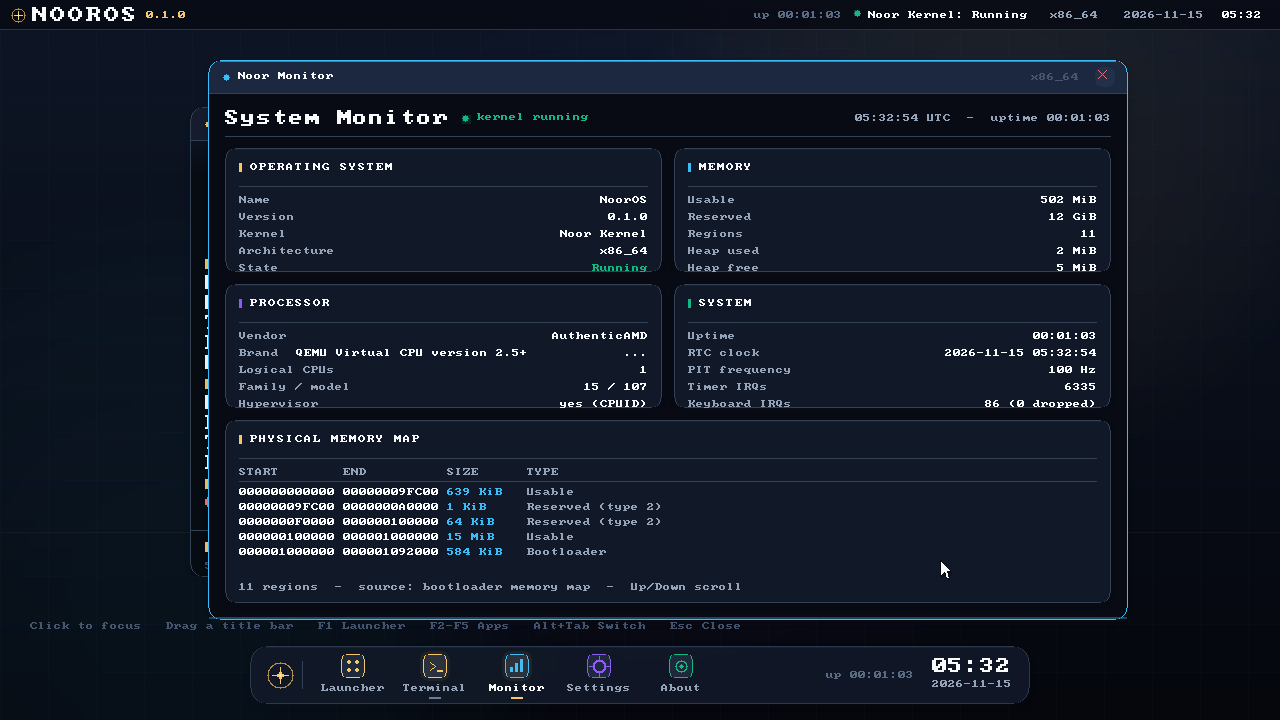 NOOROS 0.1.0 up 00:01:03 Noor Kernel: Running x86_64 2026-11-15 05:32
Noor Monitor x86_64
System Monitor kernel running 05:32:54 UTC - uptime 00:01:03
OPERATING SYSTEM
Name NoorOS
Version 0.1.0
Kernel Noor Kernel
Architecture x86_64
State Running
MEMORY
Usable 502 MiB
Reserved 12 GiB
Regions 11
Heap used 2 MiB
Heap free 5 MiB
PROCESSOR
Vendor AuthenticAMD
Brand QEMU Virtual CPU version 2.5+ ...
Logical CPUs 1
Family / model 15 / 107
Hypervisor yes (CPUID)
SYSTEM
Uptime 00:01:03
RTC clock 2026-11-15 05:32:54
PIT frequency 100 Hz
Timer IRQs 6335
Keyboard IRQs 86 (0 dropped)
PHYSICAL MEMORY MAP
START END SIZE TYPE
000000000000 00000009FC00 639 KiB Usable
00000009FC00 0000000A0000 1 KiB Reserved (type 2)
0000000F0000 000000100000 64 KiB Reserved (type 2)
000000100000 000001000000 15 MiB Usable
000001000000 000001092000 584 KiB Bootloader
11 regions - source: bootloader memory map - Up/Down scroll
Click to focus Drag a title bar F1 Launcher F2-F5 Apps Alt+Tab Switch Esc Close
Launcher Terminal Monitor Settings About up 00:01:03 05:32
2026-11-15